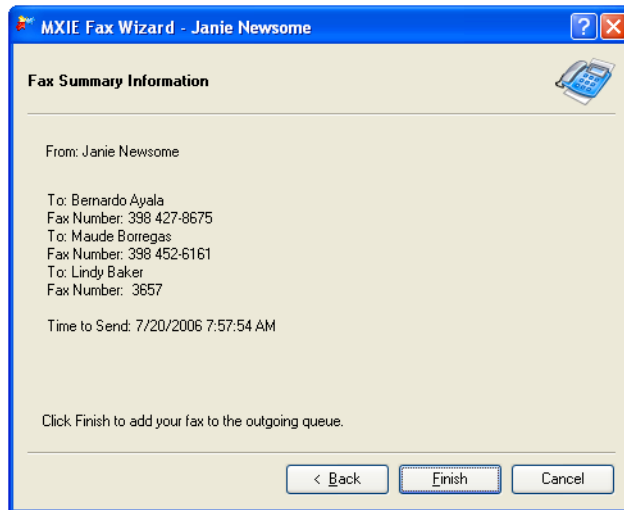 MXIE Fax Wizard - Janie Newsome
Fax Summary Information
From: Janie Newsome
To: Bernardo Ayala
Fax Number: 398 427-8675
To: Maude Borregas
Fax Number: 398 452-6161
To: Lindy Baker
Fax Number:  3657
Time to Send: 7/20/2006 7:57:54 AM
Click Finish to add your fax to the outgoing queue.
< Back Finish Cancel